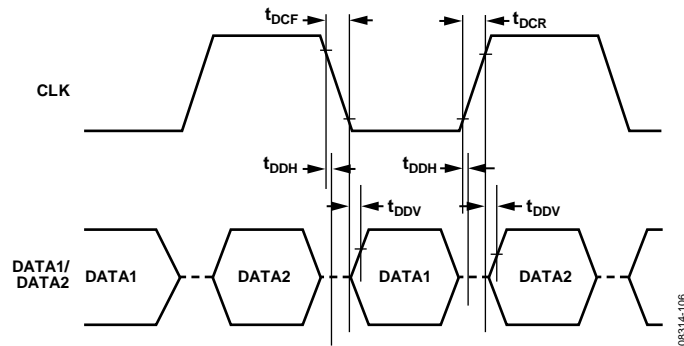 tDCF
tDCR
CLK
tDDH
tDDH
tDDV
tDDV
DATA1/
DATA2
DATA1
DATA2
DATA1
DATA2
08314-106